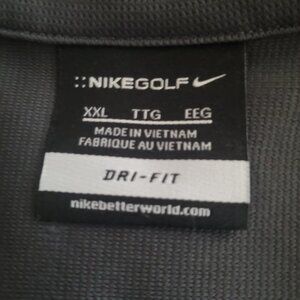 NIKEGOLF
XXL TTG EEG
MADE IN VIETNAM
FABRIQUE AU VIETNAM
DRI-FIT
nikebetterworld.com